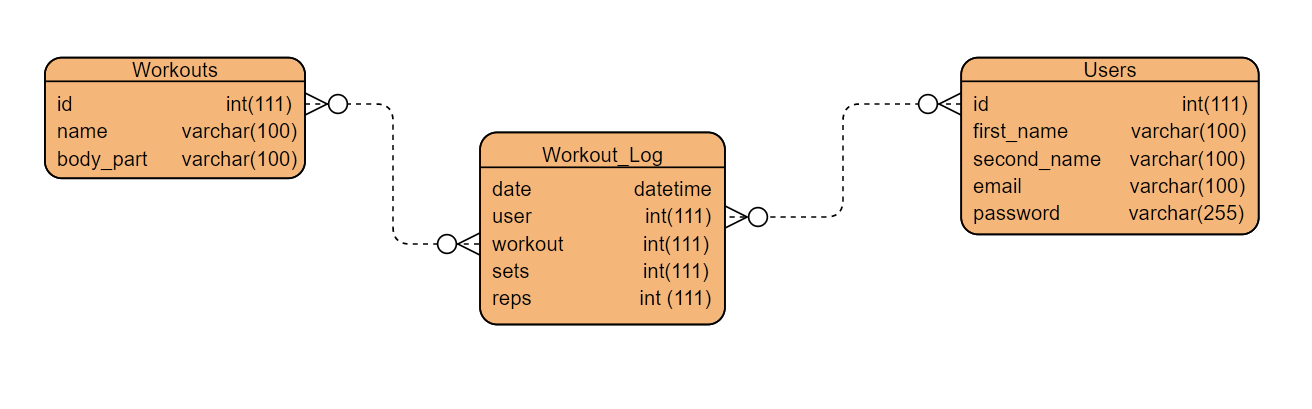 Workouts
id int(111)
name varchar(100)
body_part varchar(100)
Workout_Log
date datetime
user int(111)
workout int(111)
sets int(111)
reps int (111)
Users
id int(111)
first_name varchar(100)
second_name varchar(100)
email varchar(100)
password varchar(255)